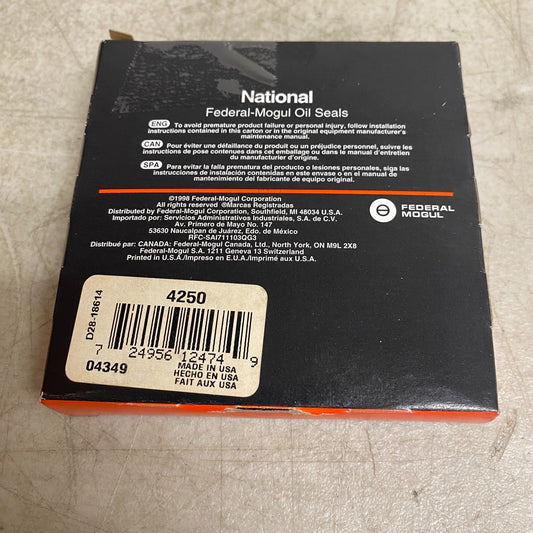 National
Federal-Mogul Oil Seals
ENG To avoid premature product failure or personal injury, follow installation
instructions contained in this carton or in the original equipment manufacturer's
maintenance manual.
CAN Pour éviter une défaillance du produit ou un préjudice personnel, suivre les
instructions de pose contenues dans cet emballage ou dans le manuel d'entretien
du manufacturier d'origine.
SPA Para evitar la falla prematura del producto o lesiones personales, siga las
instrucciones de instalación contenidas en este envase o en el manual de
mantenimiento del fabricante de equipo original.
©1998 Federal-Mogul Corporation
All rights reserved ®Marcas Registradas
Distributed by Federal-Mogul Corporation, Southfield, MI 48034 U.S.A.
Importado por: Servicios Administrativos Industriales, S.A. de C.V.
Av. Primero de Mayo No. 147
53630 Naucalpan de Juárez, Edo. de México
RFC-SAI711103QG3
Distribué par: CANADA: Federal-Mogul Canada, Ltd., North York, ON M9L 2X8
Federal-Mogul S.A. 1211 Geneva 13 Switzerland
Printed in U.S.A./Impreso en E.U.A./Imprimé aux U.S.A.
FEDERAL
MOGUL
D28-18614
4250
7 24956 12474 9
04349
MADE IN USA
HECHO EN USA
FAIT AUX USA